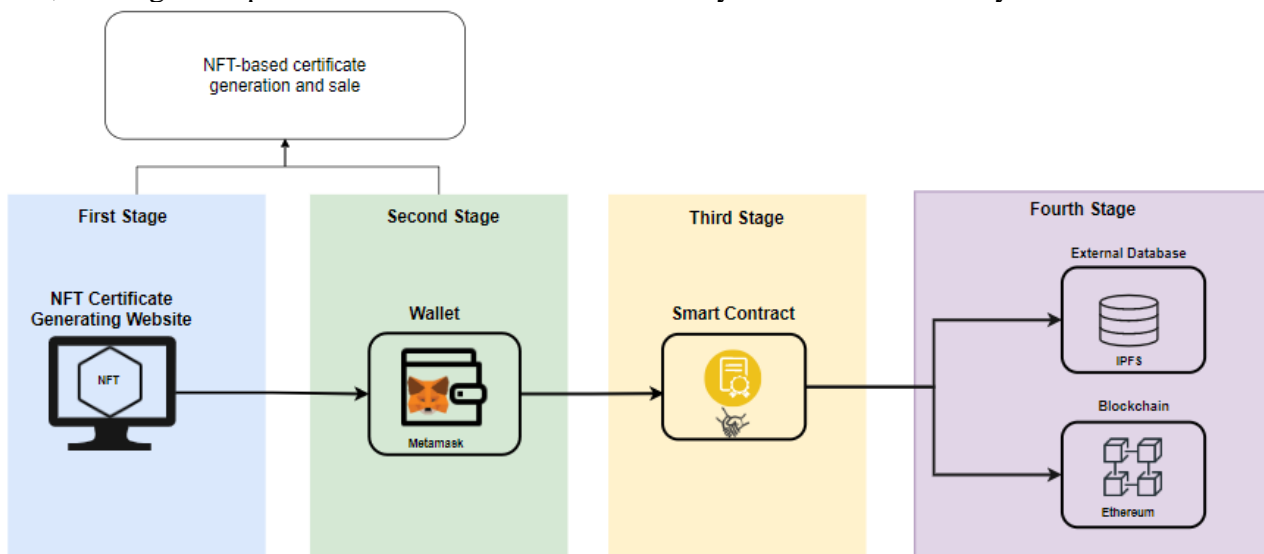 NFT-based certificate
generation and sale
First Stage
NFT Certificate
Generating Website
NFT
Second Stage
Wallet
Metamask
Third Stage
Smart Contract
Fourth Stage
External Database
IPFS
Blockchain
Ethereum